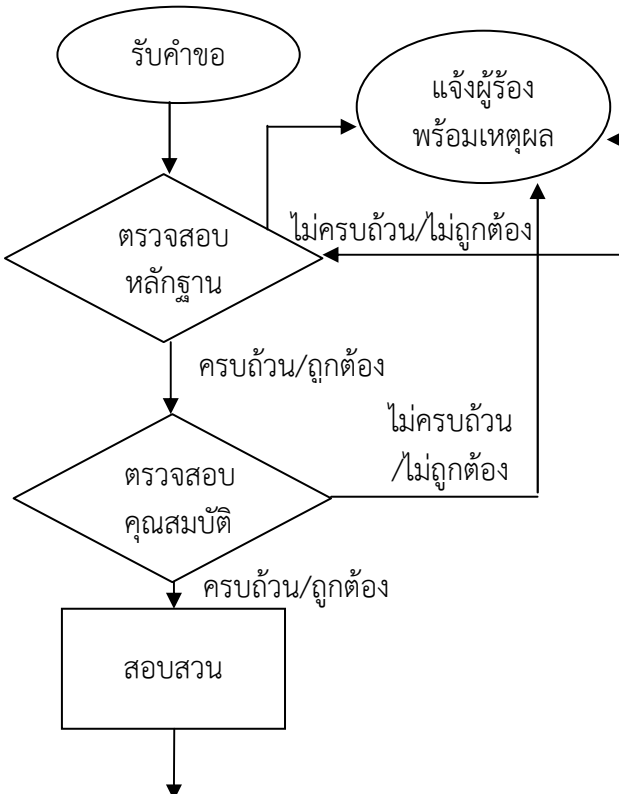 รับคำขอ
แจ้งผู้ร้อง
พร้อมเหตุผล
ตรวจสอบ
หลักฐาน
ไม่ครบถ้วน/ไม่ถูกต้อง
ครบถ้วน/ถูกต้อง
ไม่ครบถ้วน
/ไม่ถูกต้อง
ตรวจสอบ
คุณสมบัติ
ครบถ้วน/ถูกต้อง
สอบสวน